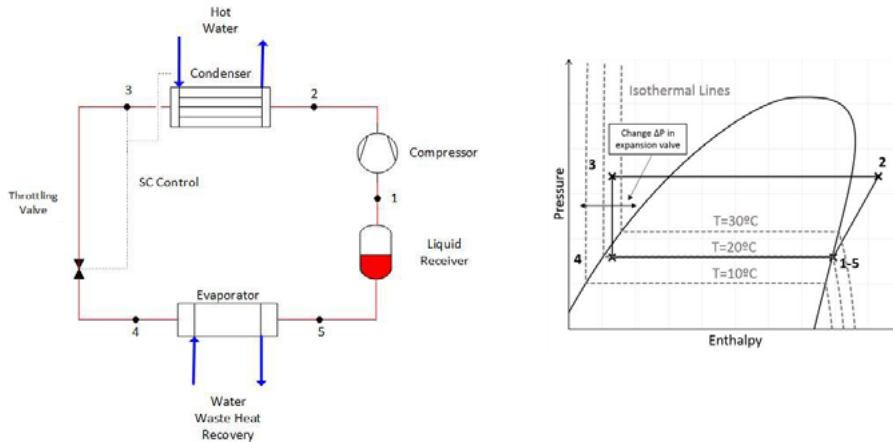 Hot
Water
Condenser
3
2
Compressor
SC Control
1
Throttling
Valve
Liquid
Receiver
Evaporator
4
5
Water
Waste Heat
Recovery
Isothermal Lines
Change ΔP in
expansion valve
3
2
Pressure
T=30ºC
T=20ºC
4
1-5
T=10ºC
Enthalpy